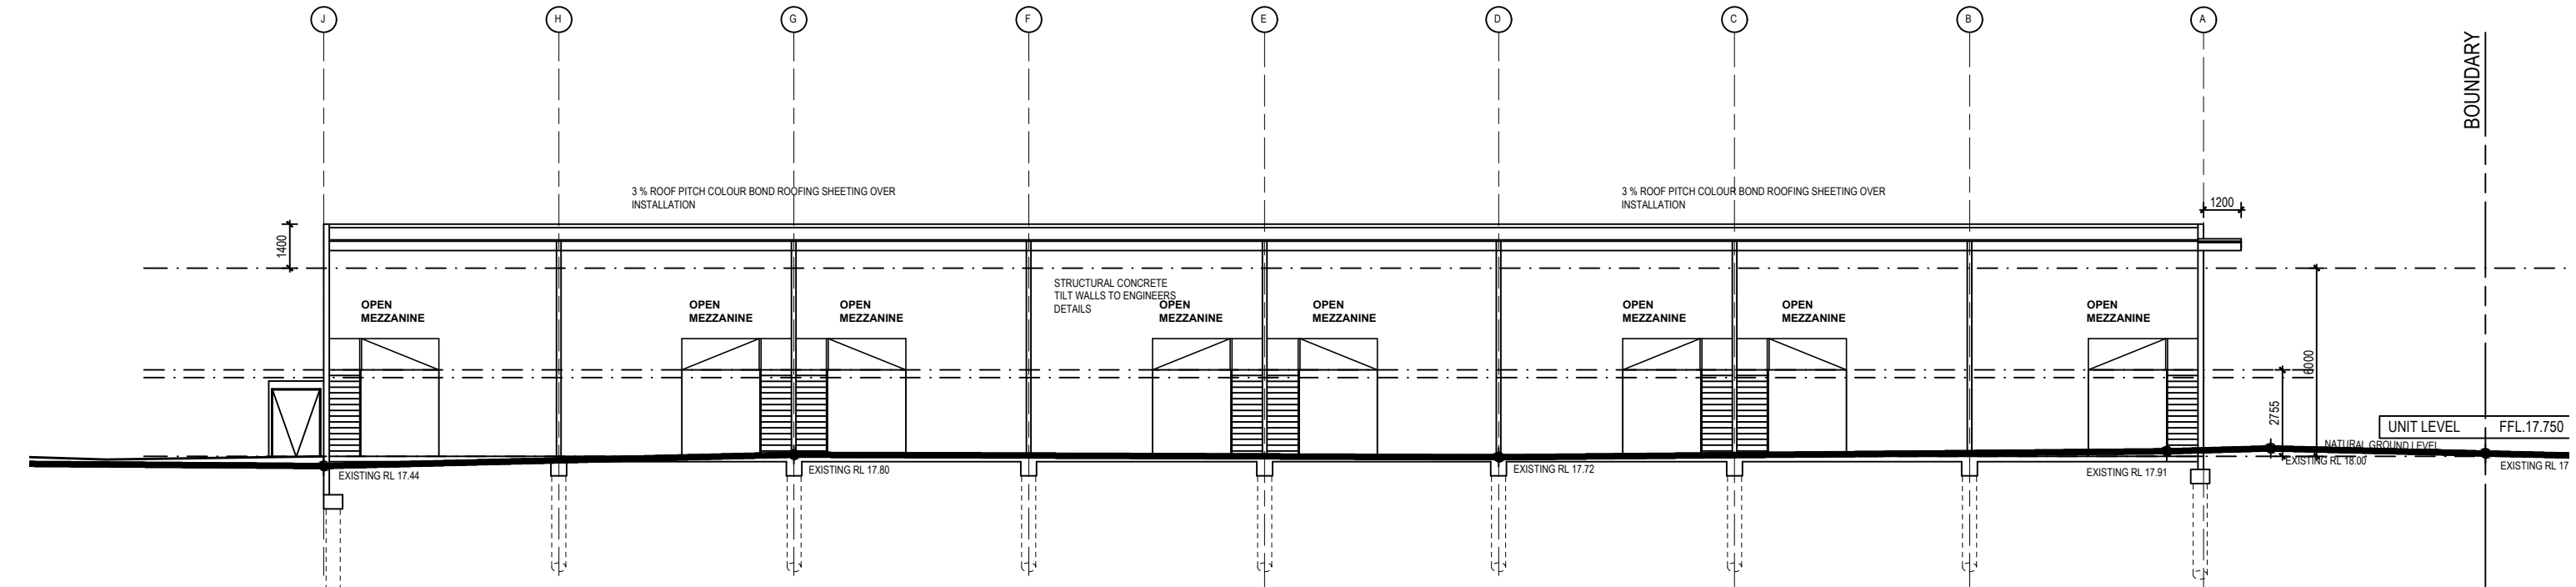 J H G F E D C B A
BOUNDARY
3 % ROOF PITCH COLOUR BOND ROOFING SHEETING OVER
INSTALLATION
3 % ROOF PITCH COLOUR BOND ROOFING SHEETING OVER
INSTALLATION
1200
1400
STRUCTURAL CONCRETE
TILT WALLS TO ENGINEERS
DETAILS
OPEN
MEZZANINE
OPEN
MEZZANINE
OPEN
MEZZANINE
OPEN
MEZZANINE
OPEN
MEZZANINE
OPEN
MEZZANINE
OPEN
MEZZANINE
OPEN
MEZZANINE
6000
2755
UNIT LEVEL FFL.17.750
NATURAL GROUND LEVEL
EXISTING RL 17.44
EXISTING RL 17.80
EXISTING RL 17.72
EXISTING RL 17.91
EXISTING RL 18.00
EXISTING RL 17